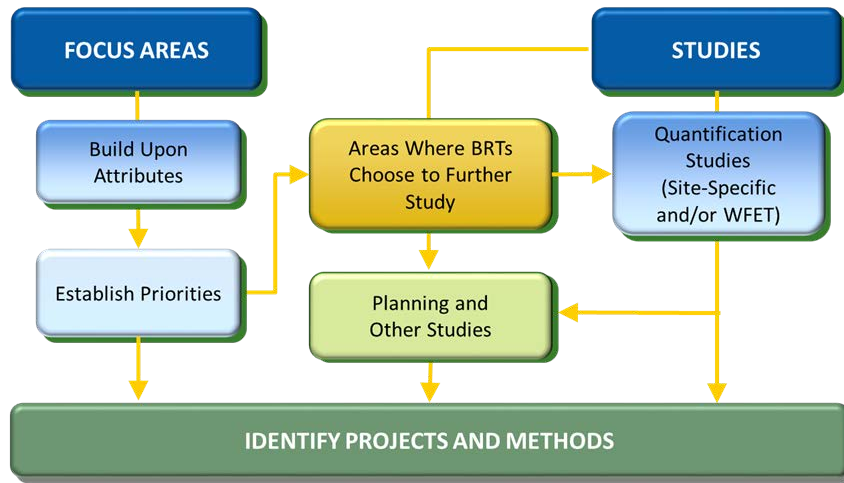 FOCUS AREAS
STUDIES
Build Upon
Attributes
Areas Where BRTs
Choose to Further
Study
Quantification
Studies
(Site-Specific
and/or WFET)
Establish Priorities
Planning and
Other Studies
IDENTIFY PROJECTS AND METHODS